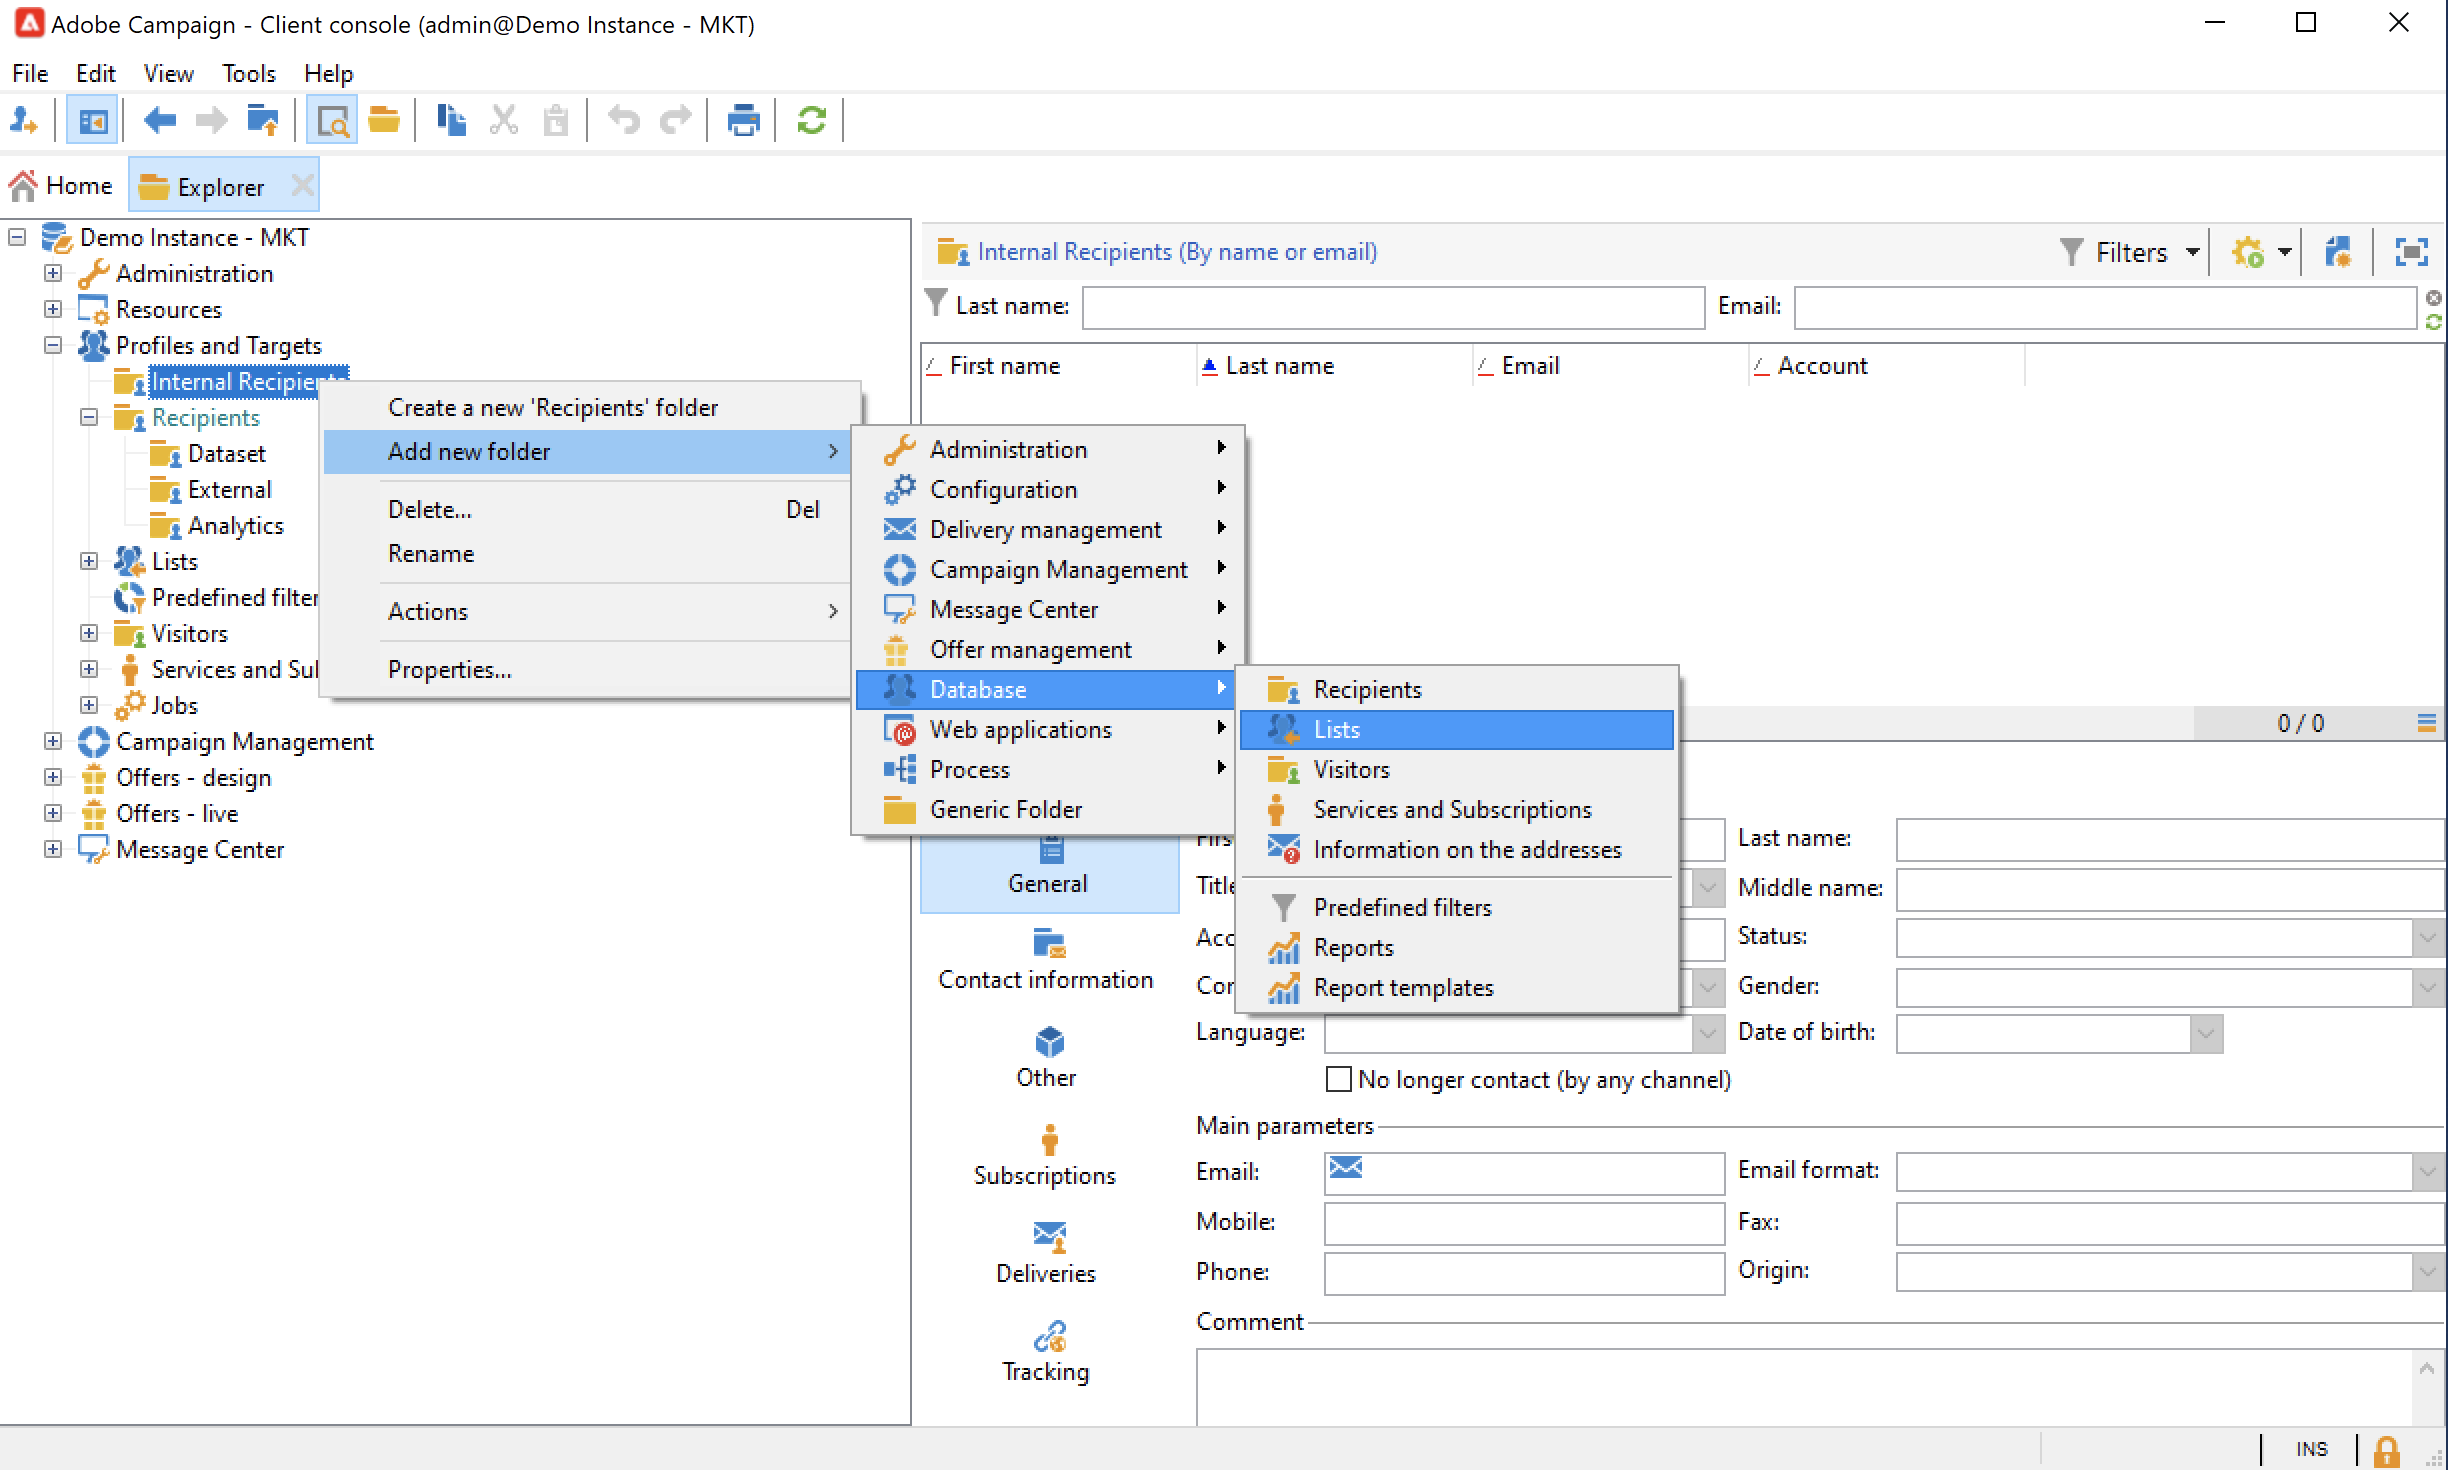 Adobe Campaign - Client console (admin@Demo Instance - MKT)
File Edit View Tools Help
Home Explorer
Demo Instance - MKT
Administration
Resources
Profiles and Targets
Internal Recipients
Recipients
Dataset
External
Analytics
Lists
Predefined filter
Visitors
Services and Su
Jobs
Campaign Management
Offers - design
Offers - live
Message Center
Create a new 'Recipients' folder
Add new folder
Delete... Del
Rename
Actions
Properties...
Administration
Configuration
Delivery management
Campaign Management
Message Center
Offer management
Database
Web applications
Process
Generic Folder
Recipients
Lists
Visitors
Services and Subscriptions
Information on the addresses
Predefined filters
Reports
Report templates
Internal Recipients (By name or email) Filters
Last name: Email:
First name Last name Email Account
0 / 0
General
Contact information
Other
Subscriptions
Deliveries
Tracking
Last name:
Title Middle name:
Acc Status:
Cor Gender:
Language: Date of birth:
No longer contact (by any channel)
Main parameters
Email: Email format:
Mobile: Fax:
Phone: Origin:
Comment
INS